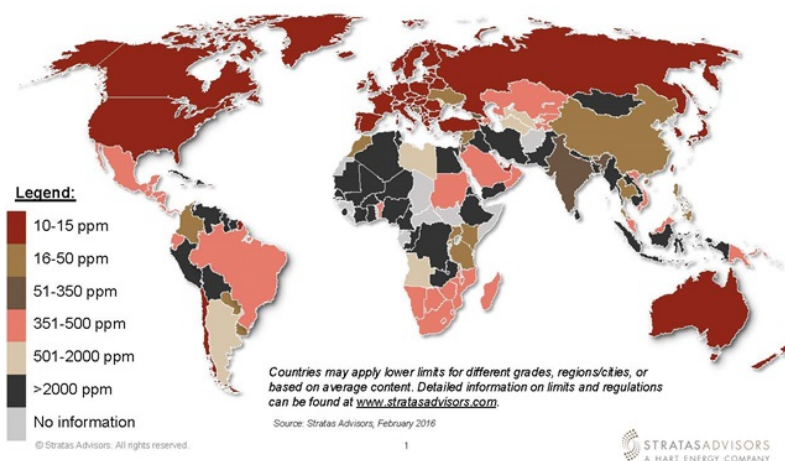 Legend:
10-15 ppm
16-50 ppm
51-350 ppm
351-500 ppm
501-2000 ppm
>2000 ppm
No information
Countries may apply lower limits for different grades, regions/cities, or
based on average content. Detailed information on limits and regulations
can be found at www.stratasadvisors.com.
Source: Stratas Advisors, February 2016
© Stratas Advisors. All rights reserved.
1
STRATASADVISORS
A HART ENERGY COMPANY